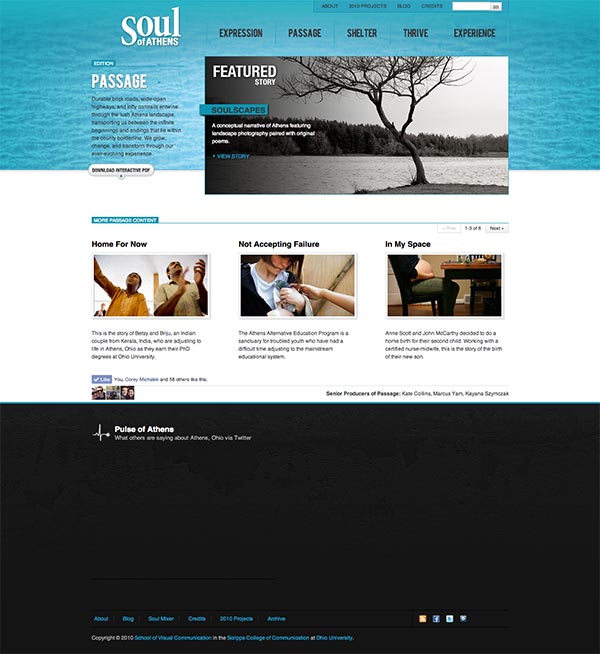 ABOUT 2010 PROJECTS BLOG CREDITS
Soul
OF ATHENS
EXPRESSION PASSAGE SHELTER THRIVE EXPERIENCE
EDITION
PASSAGE
Durable brick roads, wide-open
highways, and lofty contrails entwine
through the lush Athens landscape,
transporting us between the infinite
beginnings and endings that lie within
the county borderline. We grow,
change, and transform through our
ever-evolving experience.
DOWNLOAD INTERACTIVE PDF
FEATURED
STORY
SOULSCAPES
A conceptual narrative of Athens featuring
landscape photography paired with original
poems.
VIEW STORY
MORE PASSAGE CONTENT
« Prev 1-3 of 6 Next »
Home For Now
This is the story of Betsy and Briju, an Indian
couple from Kerala, India, who are adjusting to
life in Athens, Ohio as they earn their PhD
degrees at Ohio University.
Not Accepting Failure
The Athens Alternative Education Program is a
sanctuary for troubled youth who have had a
difficult time adjusting to the mainstream
educational system.
In My Space
Anne Scott and John McCarthy decided to do a
home birth for their second child. Working with a
certified nurse-midwife, this is the story of the birth
of their new son.
Like You, Corey Michalek and 58 others like this.
Senior Producers of Passage: Kate Collins, Marcus Yam, Kayana Szymczak
Pulse of Athens
What others are saying about Athens, Ohio via Twitter
About Blog Soul Mixer Credits 2010 Projects Archive
Copyright © 2010 School of Visual Communication in the Scripps College of Communication at Ohio University.